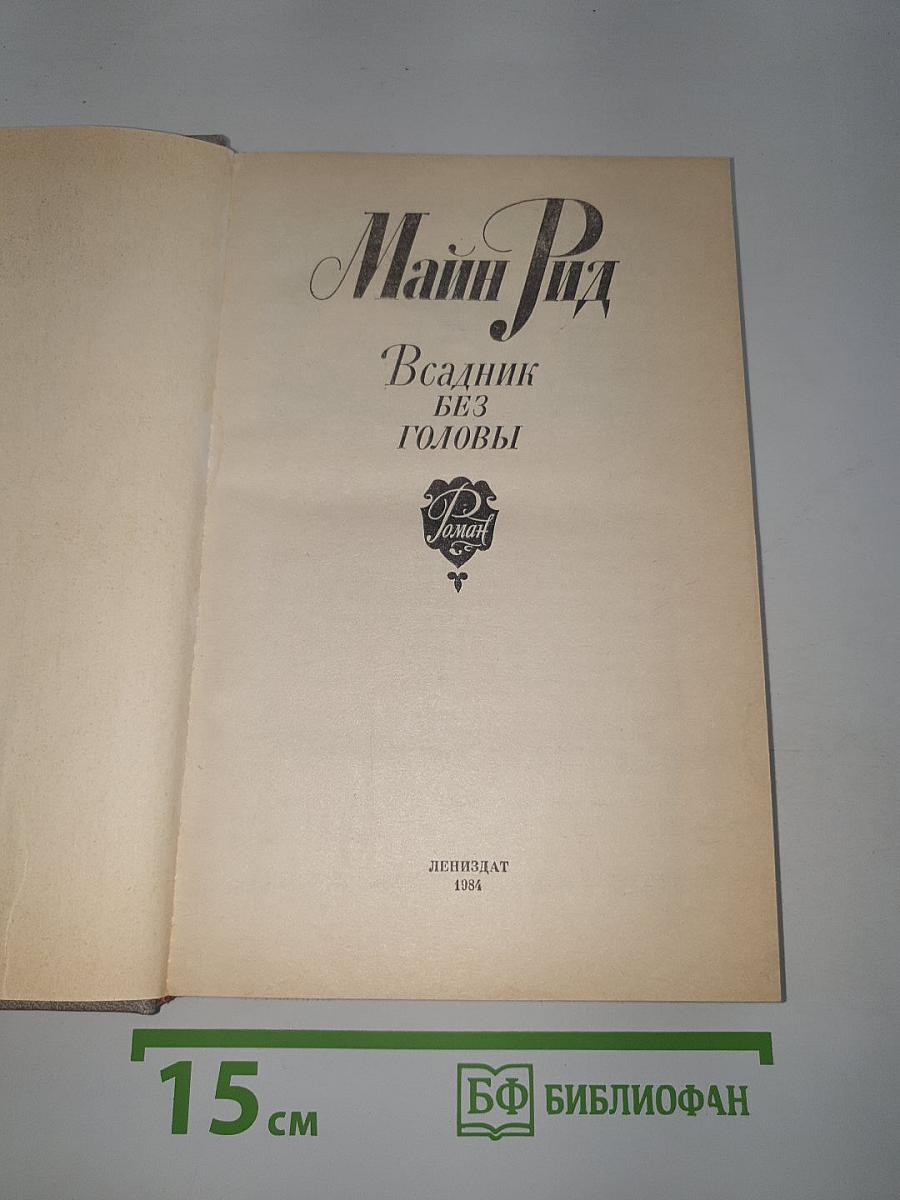 Майн Рид
Всадник
БЕЗ
ГОЛОВЫ
Роман
ЛЕНИЗДАТ
1984
15 см
БФ БИБЛИОФАН